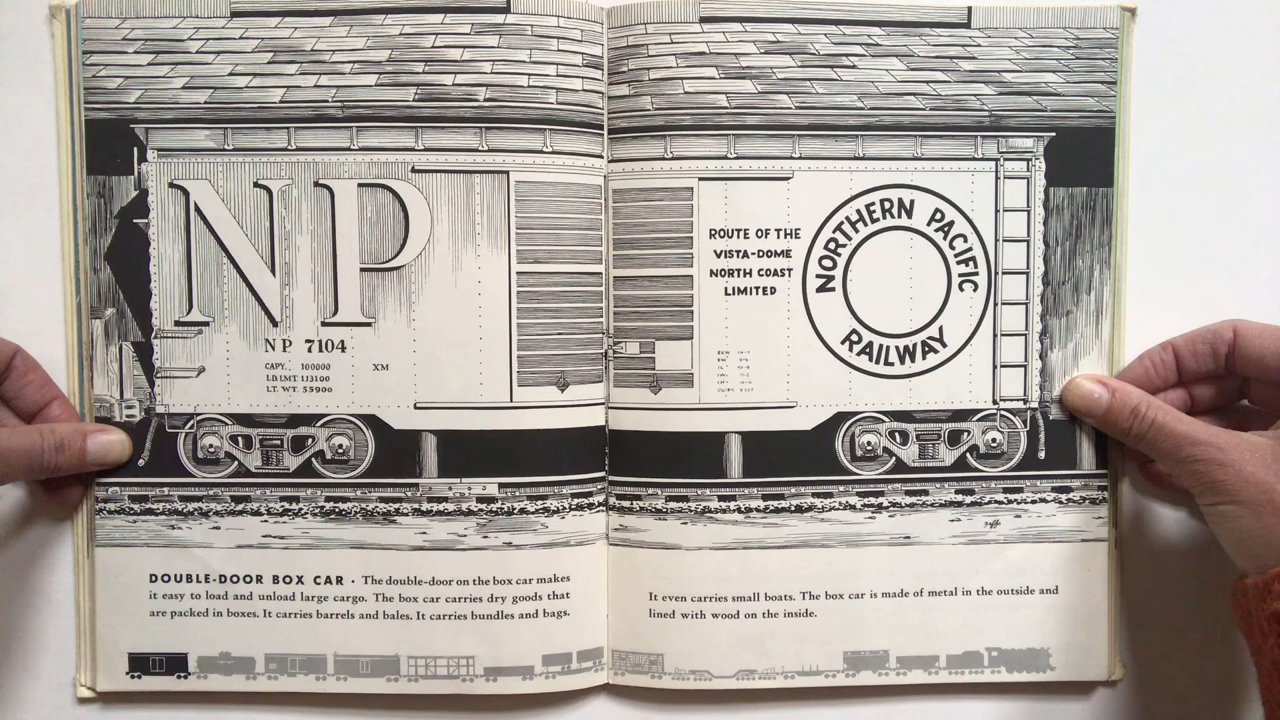 NP
NP 7104
CAPY. 100000 XM
LD.LMT. 113100
LT. WT. 55900
ROUTE OF THE
VISTA-DOME
NORTH COAST
LIMITED
NORTHERN PACIFIC
RAILWAY
DOUBLE-DOOR BOX CAR · The double-door on the box car makes
it easy to load and unload large cargo. The box car carries dry goods that
are packed in boxes. It carries barrels and bales. It carries bundles and bags.
It even carries small boats. The box car is made of metal in the outside and
lined with wood on the inside.